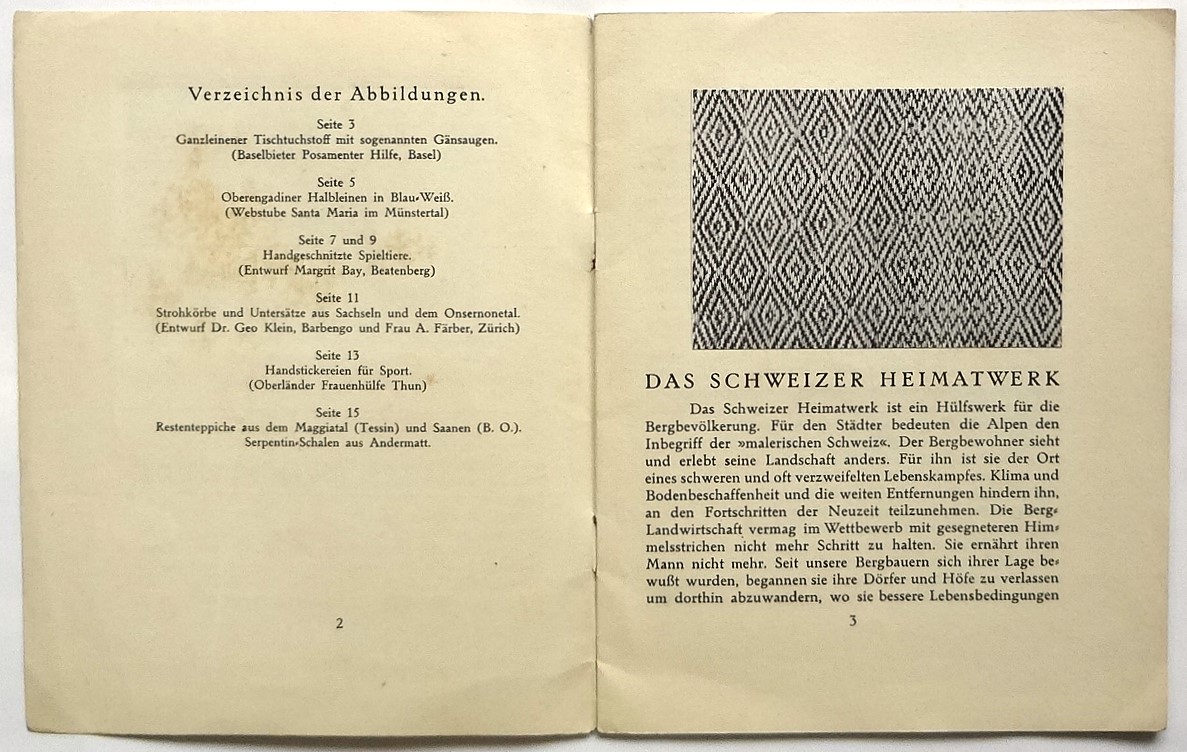 Verzeichnis der Abbildungen.
Seite 3
Ganzleinener Tischtuchstoff mit sogenannten Gänsaugen.
(Baselbieter Posamenter Hilfe, Basel)
Seite 5
Oberengadiner Halbleinen in Blau-Weiß.
(Webstube Santa Maria im Münstertal)
Seite 7 und 9
Handgeschnitzte Spieltiere.
(Entwurf Margrit Bay, Beatenberg)
Seite 11
Strohkörbe und Untersätze aus Sachseln und dem Onsernonetal.
(Entwurf Dr. Geo Klein, Barbengo und Frau A. Färber, Zürich)
Seite 13
Handstickereien für Sport.
(Oberländer Frauenhülfe Thun)
Seite 15
Restenteppiche aus dem Maggiatal (Tessin) und Saanen (B. O.).
Serpentin-Schalen aus Andermatt.
2
DAS SCHWEIZER HEIMATWERK
Das Schweizer Heimatwerk ist ein Hülfswerk für die
Bergbevölkerung. Für den Städter bedeuten die Alpen den
Inbegriff der »malerischen Schweiz«. Der Bergbewohner sieht
und erlebt seine Landschaft anders. Für ihn ist sie der Ort
eines schweren und oft verzweifelten Lebenskampfes. Klima und
Bodenbeschaffenheit und die weiten Entfernungen hindern ihn,
an den Fortschritten der Neuzeit teilzunehmen. Die Berg-
Landwirtschaft vermag im Wettbewerb mit gesegneteren Him-
melsstrichen nicht mehr Schritt zu halten. Sie ernährt ihren
Mann nicht mehr. Seit unsere Bergbauern sich ihrer Lage be-
wußt wurden, begannen sie ihre Dörfer und Höfe zu verlassen
um dorthin abzuwandern, wo sie bessere Lebensbedingungen
3